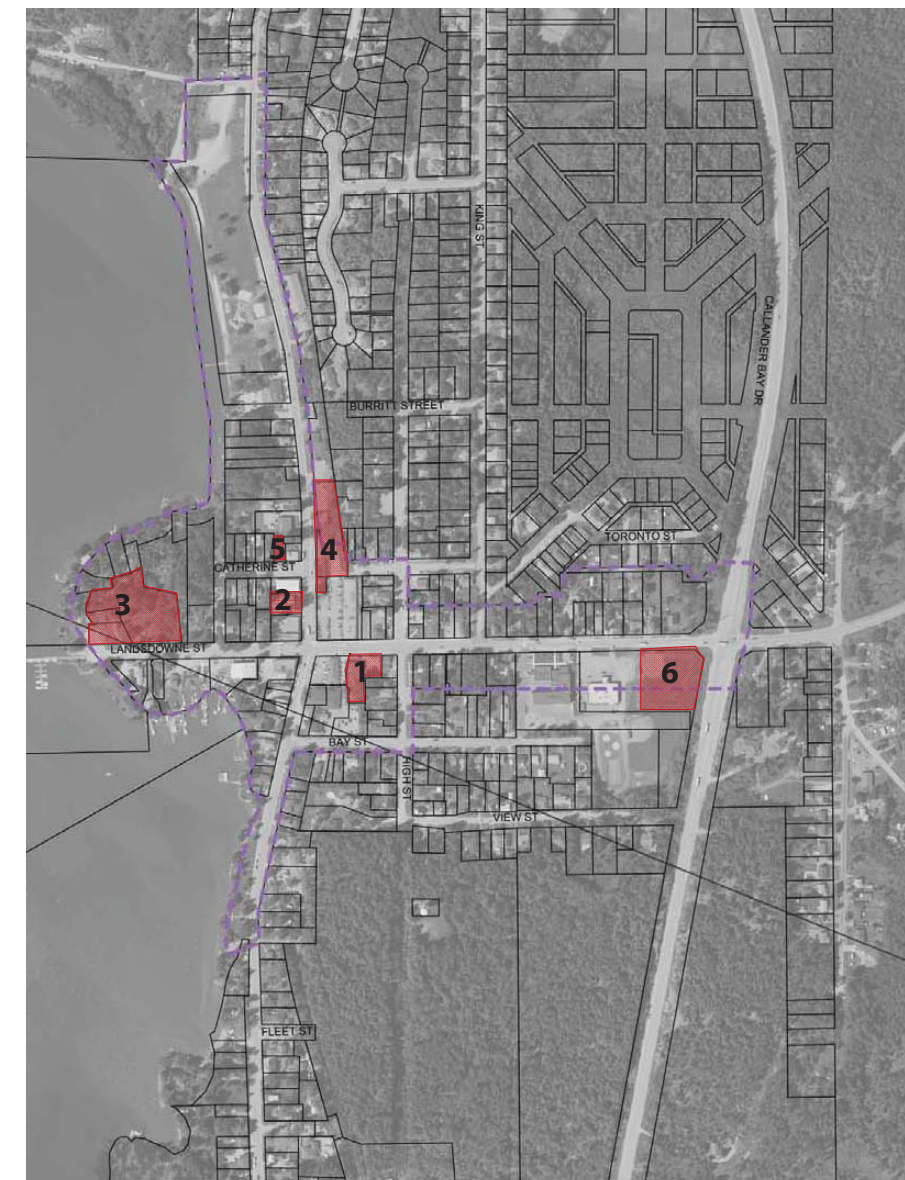 KING ST
CALLANDER BAY DR
BURRITT STREET
TORONTO ST
5
4
CATHERINE ST
2
3
LANDSDOWNE ST
1
6
BAY ST
HIGH ST
VIEW ST
FLEET ST